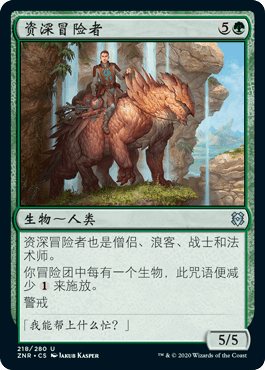 资深冒险者 5
生物~人类
资深冒险者也是僧侣、浪客、战士和法
术师。
你冒险团中每有一个生物，此咒语便减
少 1 来施放。
警戒
「我能帮上什么忙？」
5/5
218/280 U
ZNR • CS Jakub Kasper
™ & © 2020 Wizards of the Coast